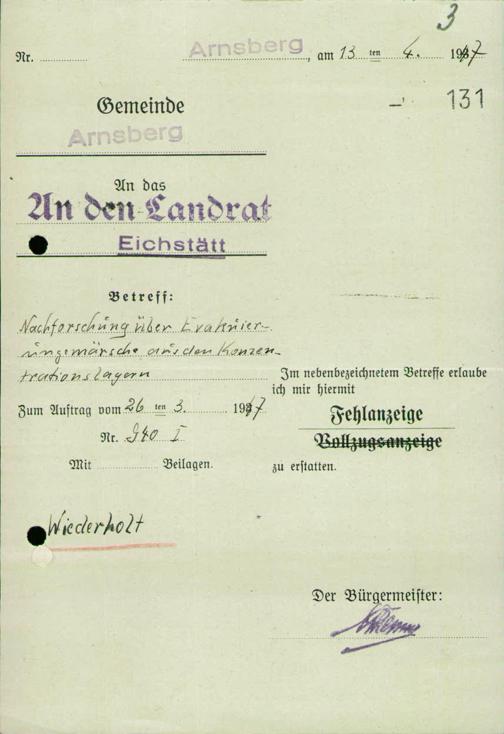 3
Nr.
Arnsberg, am 13 ten 4. 1947
Gemeinde
Arnsberg
— 131
An das
An den Landrat
Eichstätt
Betreff:
Nachforschung über Evakuier-
ungsmärsche aus den Konzen-
trationslagern
Zum Auftrag vom 26 ten 3. 1947
Nr. 940 I
Mit Beilagen.
Im nebenbezeichnetem Betreffe erlaube
ich mir hiermit
Fehlanzeige
Vollzugsanzeige
zu erstatten.
Wiederholt
Der Bürgermeister: